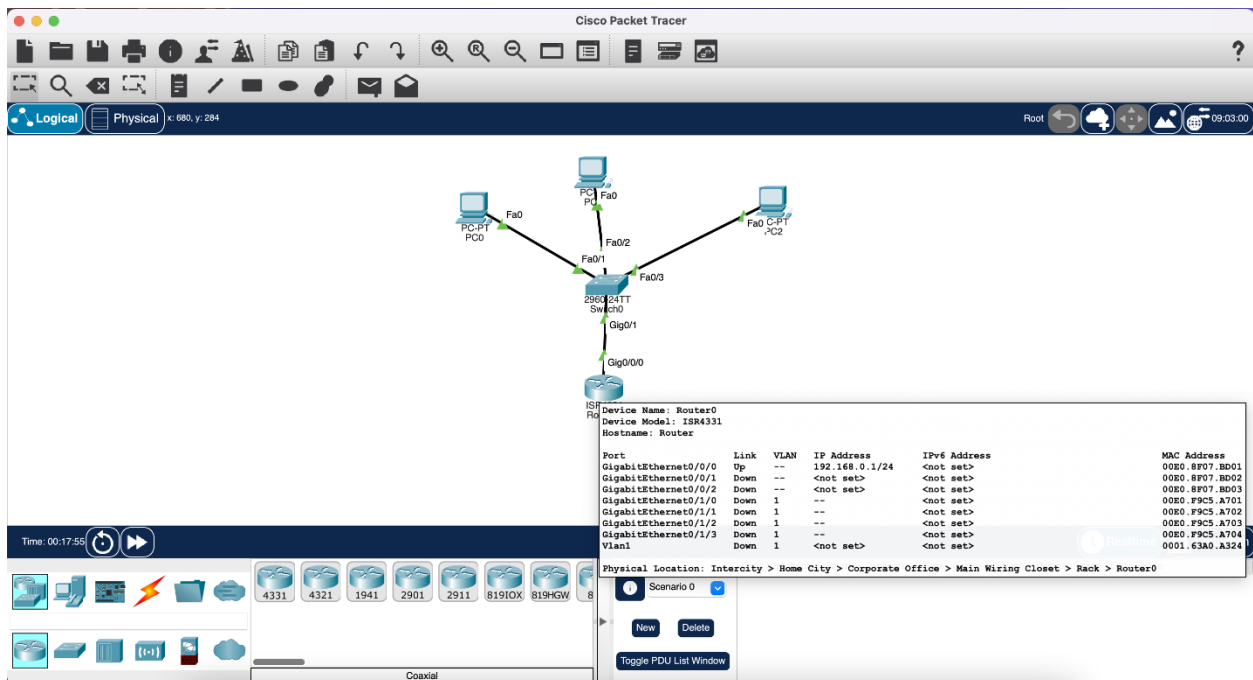 Cisco Packet Tracer
?
Logical Physical x: 680, y: 284 Root 09:03:00
Fa0
PC-PT
PC0
Fa0
Fa0
PC2
Fa0/2
Fa0/1
Fa0/3
2960-24TT
Switch0
Gig0/1
Gig0/0/0
Device Name: Router0
Device Model: ISR4331
Hostname: Router
Port Link VLAN IP Address IPv6 Address MAC Address
GigabitEthernet0/0/0 Up -- 192.168.0.1/24 <not set> 00E0.8F07.BD01
GigabitEthernet0/0/1 Down -- <not set> <not set> 00E0.8F07.BD02
GigabitEthernet0/0/2 Down -- <not set> <not set> 00E0.8F07.BD03
GigabitEthernet0/1/0 Down 1 -- <not set> 00E0.F9C5.A701
GigabitEthernet0/1/1 Down 1 -- <not set> 00E0.F9C5.A702
GigabitEthernet0/1/2 Down 1 -- <not set> 00E0.F9C5.A703
GigabitEthernet0/1/3 Down 1 -- <not set> 00E0.F9C5.A704
Vlan1 Down 1 <not set> <not set> 0001.63A0.A324
Physical Location: Intercity > Home City > Corporate Office > Main Wiring Closet > Rack > Router0
Time: 00:17:55
Realtime
4331 4321 1941 2901 2911 819IOX 819HGW
Scenario 0
New Delete
Toggle PDU List Window
Coaxial